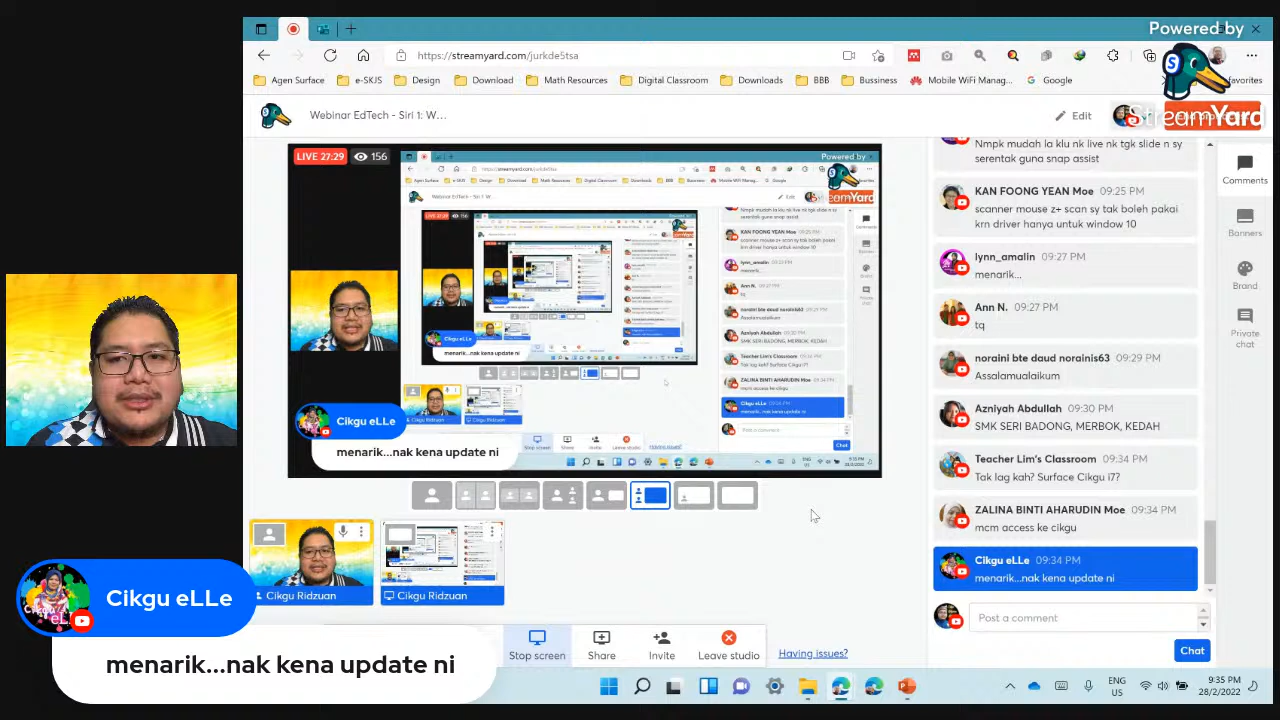 Powered by
StreamYard
https://streamyard.com/jurkde5tsa
Agen Surface
e-SKJS
Design
Download
Math Resources
Digital Classroom
Downloads
BBB
Bussiness
Mobile WiFi Manag...
Google
favorites
Webinar EdTech - Siri 1: W...
Edit
LIVE 27:29
156
Nmpk mudah la klu nk live nk tgk slide n sy
serentak guna snap assist
KAN FOONG YEAN Moe 09:25 PM
scanner mouse z+ scan sy tak boleh pakai
krn driver hanya untuk window 10
lynn_amalin 09:27 PM
menarik...
Ann N. 09:27 PM
tq
noraini bte daud norainis63 09:29 PM
Assalamualaikum
Azniyah Abdullah 09:30 PM
SMK SERI BADONG, MERBOK, KEDAH
Teacher Lim's Classroom 09:34 PM
Tak lag kah? Surface Cikgu i7??
ZALINA BINTI AHARUDIN Moe 09:34 PM
mcm access ke cikgu
Cikgu eLLe 09:34 PM
menarik...nak kena update ni
Post a comment
Chat
Comments
Banners
Brand
Private
chat
Cikgu eLLe
menarik...nak kena update ni
Cikgu Ridzuan
Cikgu Ridzuan
Stop screen
Share
Invite
Leave studio
Having issues?
Cikgu eLLe
menarik...nak kena update ni
ENG
US
9:35 PM
28/2/2022